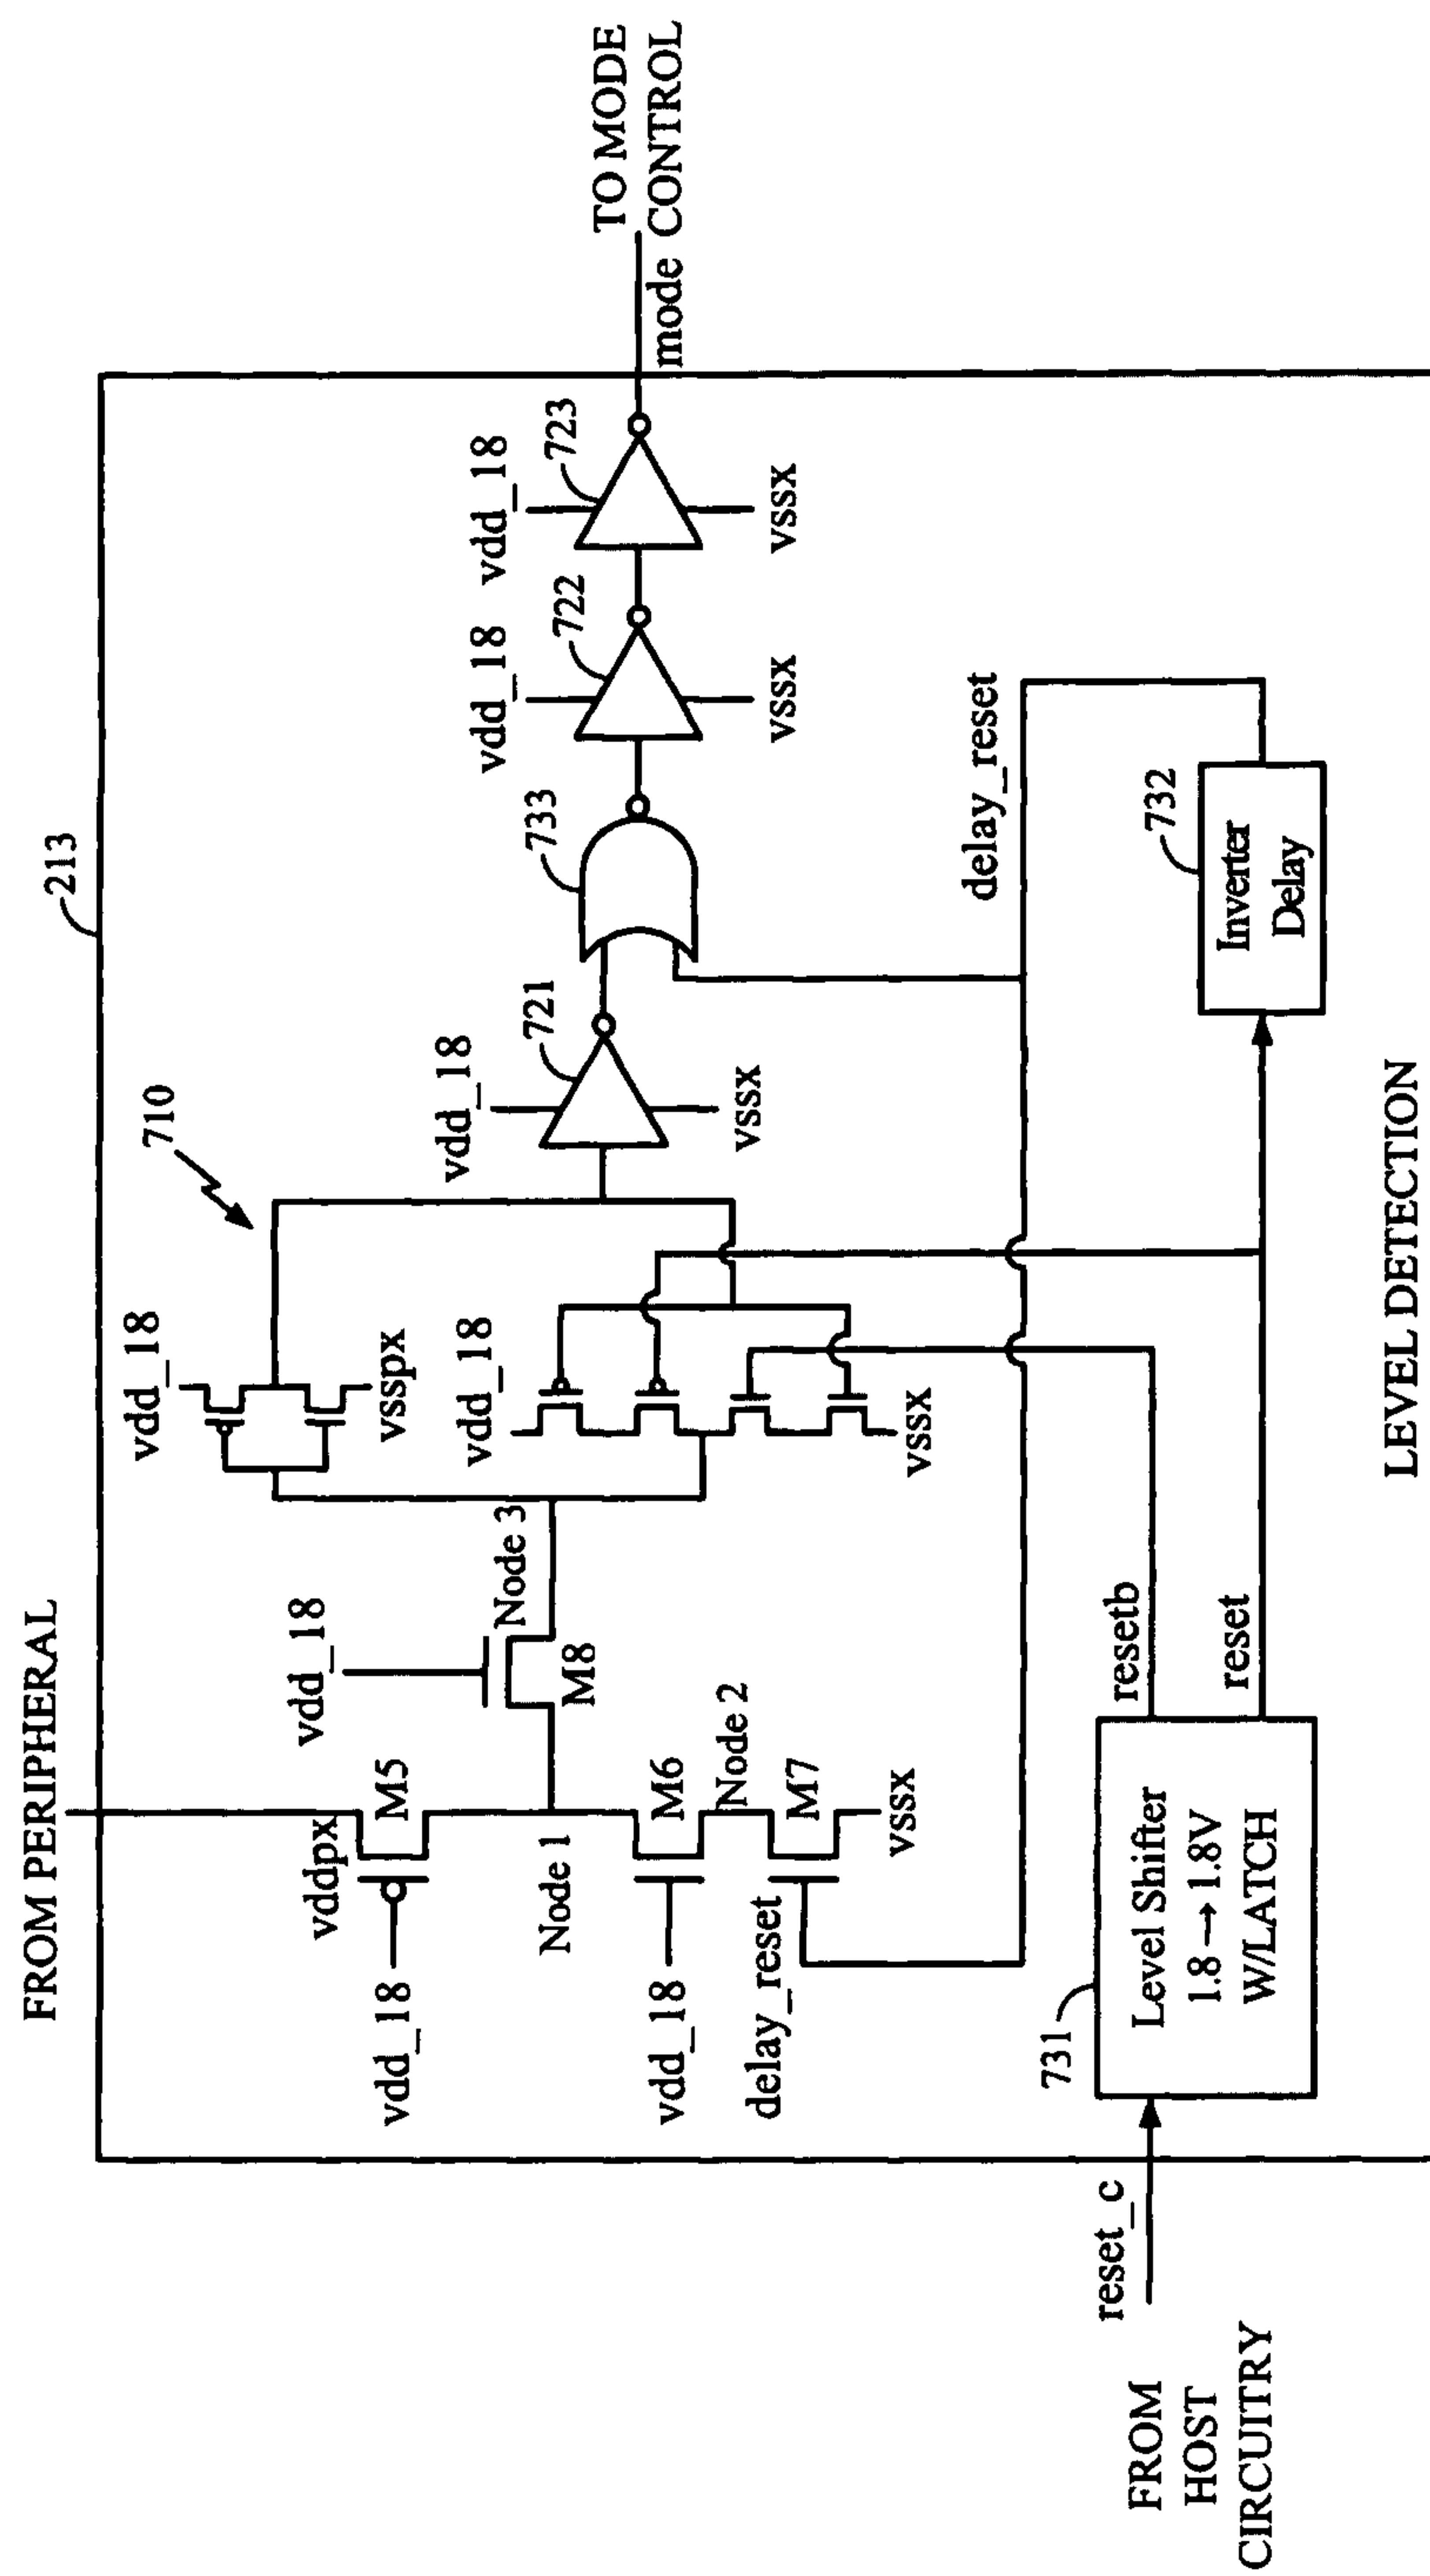 213
FROM PERIPHERAL
vddpx
vdd_18
M5
Node 1
vdd_18
M6
Node 2
delay_reset
M7
vssx
vdd_18
M8
Node 3
vdd_18
vsspx
710
vdd_18
vssx
vdd_18
721
vssx
733
vdd_18
722
vssx
vdd_18
723
vssx
mode
TO MODE
CONTROL
delay_reset
732
Inverter
Delay
resetb
reset
731
Level Shifter
1.8→1.8V
W/LATCH
reset_c
FROM
HOST
CIRCUITRY
LEVEL DETECTION